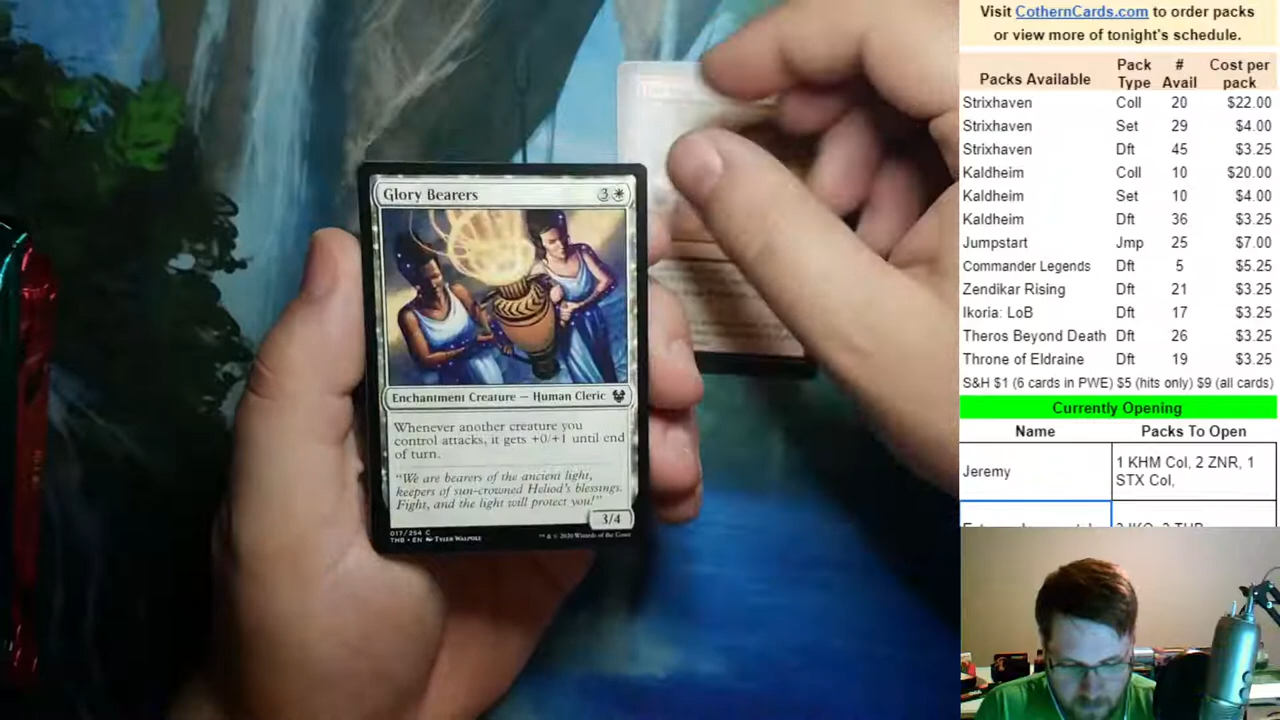 Glory Bearers 3
Enchantment Creature — Human Cleric
Whenever another creature you
control attacks, it gets +0/+1 until end
of turn.
"We are bearers of the ancient light,
keepers of sun-crowned Heliod's blessings.
Fight, and the light will protect you!"
3/4
017/254 C
THB • EN Tyler Walpole
™ & © 2020 Wizards of the Coast
Visit CothernCards.com to order packs
or view more of tonight's schedule.
Packs Available Pack Type # Avail Cost per pack
Strixhaven Coll 20 $22.00
Strixhaven Set 29 $4.00
Strixhaven Dft 45 $3.25
Kaldheim Coll 10 $20.00
Kaldheim Set 10 $4.00
Kaldheim Dft 36 $3.25
Jumpstart Jmp 25 $7.00
Commander Legends Dft 5 $5.25
Zendikar Rising Dft 21 $3.25
Ikoria: LoB Dft 17 $3.25
Theros Beyond Death Dft 26 $3.25
Throne of Eldraine Dft 19 $3.25
S&H $1 (6 cards in PWE) $5 (hits only) $9 (all cards)
Currently Opening
Name Packs To Open
Jeremy 1 KHM Col, 2 ZNR, 1
STX Col,